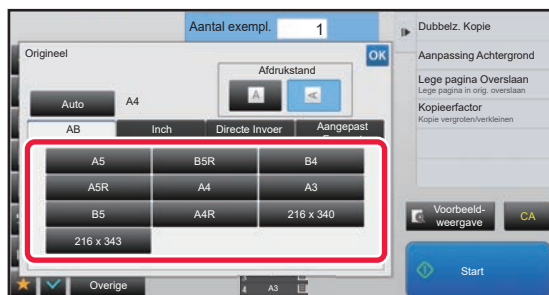 Aantal exempl.
1
Origineel
OK
Afdrukstand
A
A
Auto
A4
AB
Inch
Directe Invoer
Aangepast
A5
B5R
B4
A5R
A4
A3
B5
A4R
216 x 340
216 x 343
Overige
4
A3
Dubbelz. Kopie
Aanpassing Achtergrond
Lege pagina Overslaan
Lege pagina in orig. overslaan
Kopieerfactor
Kopie vergroten/verkleinen
Voorbeeld-
weergave
CA
Start